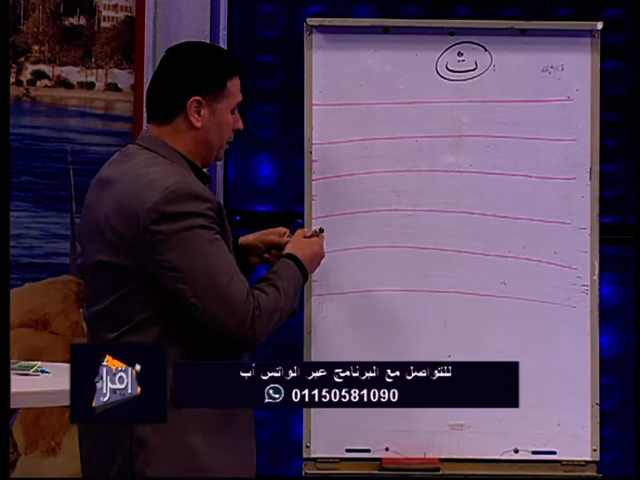 ث
للتواصل مع البرنامج عبر الواتس أب
01150581090
اقرأ